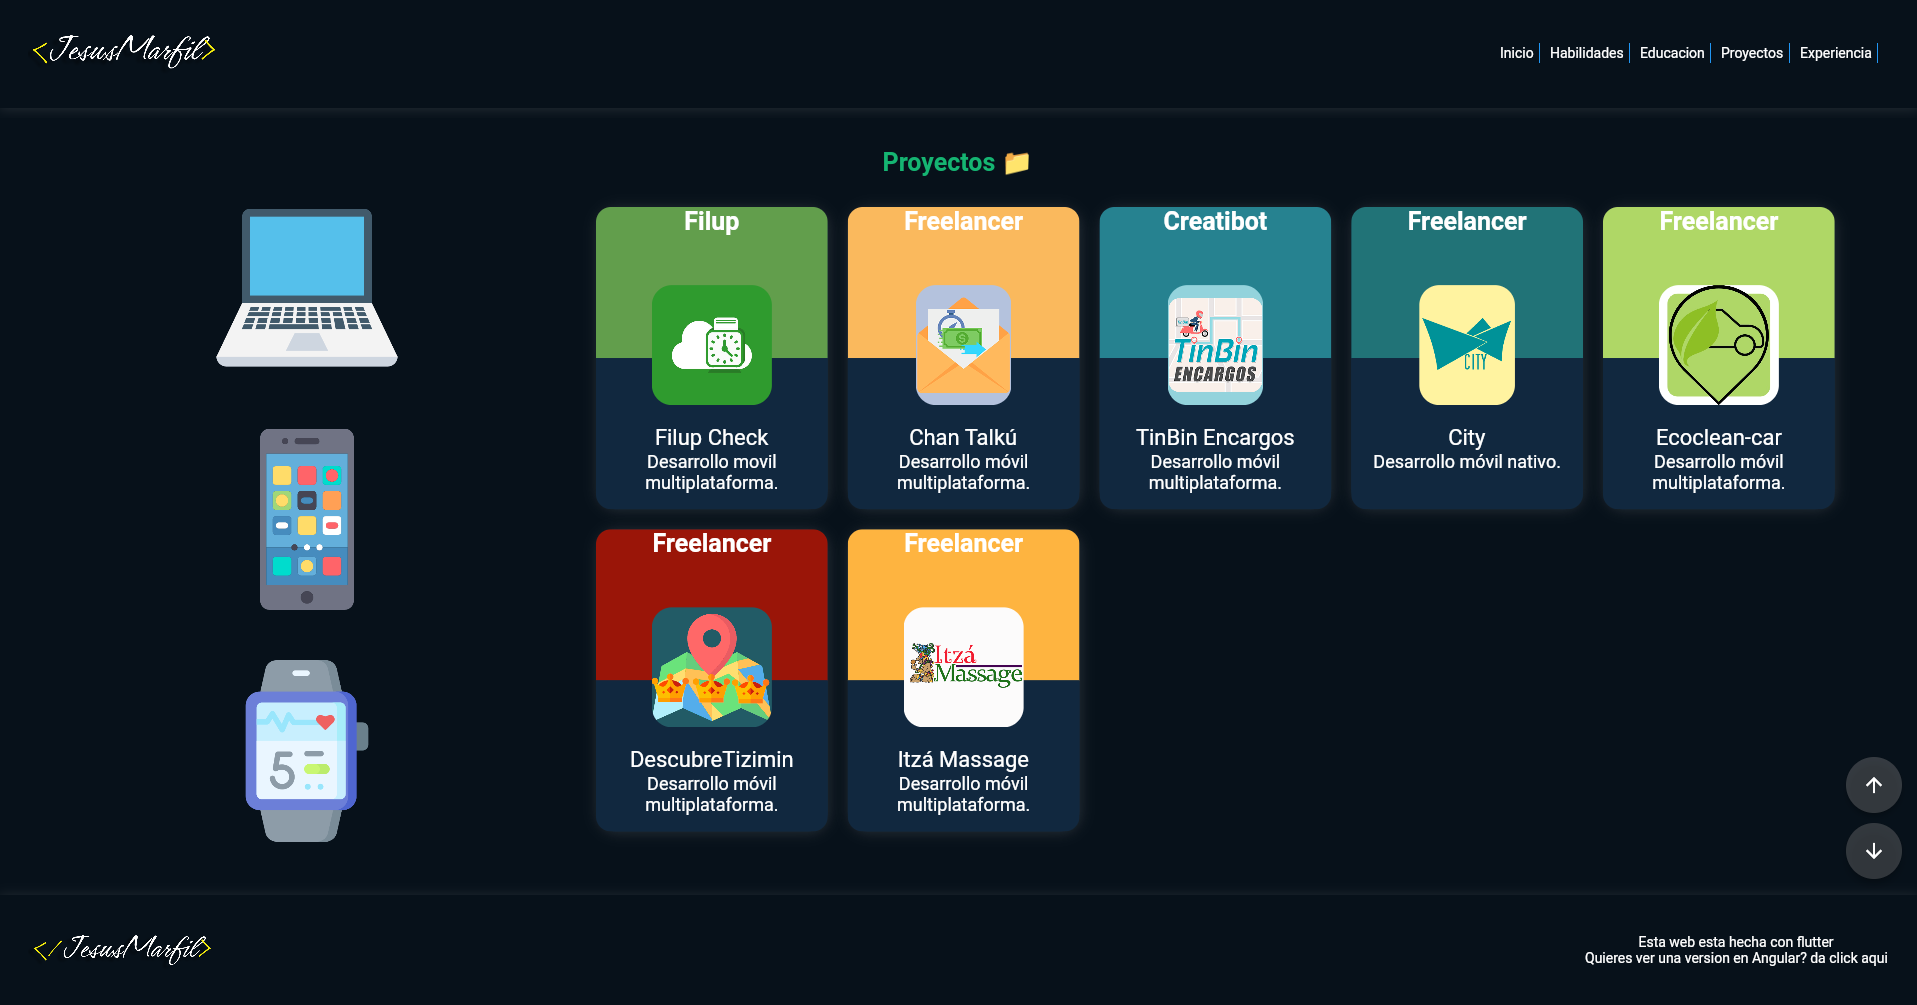 <JesusMarfil>
Inicio
Habilidades
Educacion
Proyectos
Experiencia
Proyectos 📁
Filup
Filup Check
Desarrollo movil
multiplataforma.
Freelancer
Chan Talkú
Desarrollo móvil
multiplataforma.
Creatibot
TinBin
ENCARGOS
TinBin Encargos
Desarrollo móvil
multiplataforma.
Freelancer
CITY
City
Desarrollo móvil nativo.
Freelancer
Ecoclean-car
Desarrollo móvil
multiplataforma.
Freelancer
DescubreTizimin
Desarrollo móvil
multiplataforma.
Freelancer
Itzá
Massage
Itzá Massage
Desarrollo móvil
multiplataforma.
5
</JesusMarfil>
Esta web esta hecha con flutter
Quieres ver una version en Angular? da click aqui